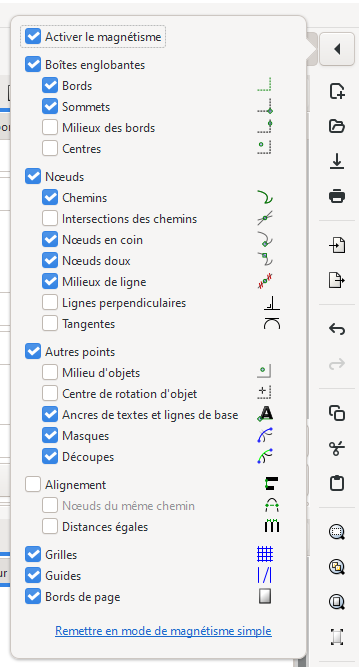 Activer le magnétisme
Boîtes englobantes
Bords
Sommets
Milieux des bords
Centres
Nœuds
Chemins
Intersections des chemins
Nœuds en coin
Nœuds doux
Milieux de ligne
Lignes perpendiculaires
Tangentes
Autres points
Milieu d'objets
Centre de rotation d'objet
Ancres de textes et lignes de base
Masques
Découpes
Alignement
Nœuds du même chemin
Distances égales
Grilles
Guides
Bords de page
Remettre en mode de magnétisme simple